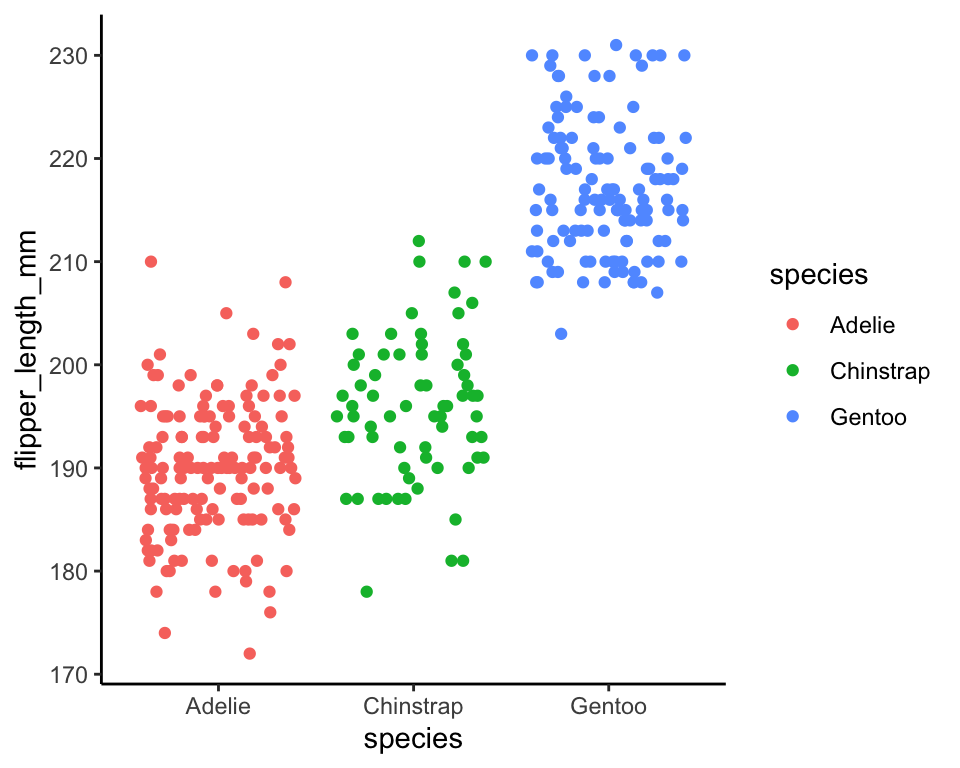 flipper_length_mm
230
220
210
200
190
180
170
Adelie Chinstrap Gentoo
species
species
Adelie
Chinstrap
Gentoo